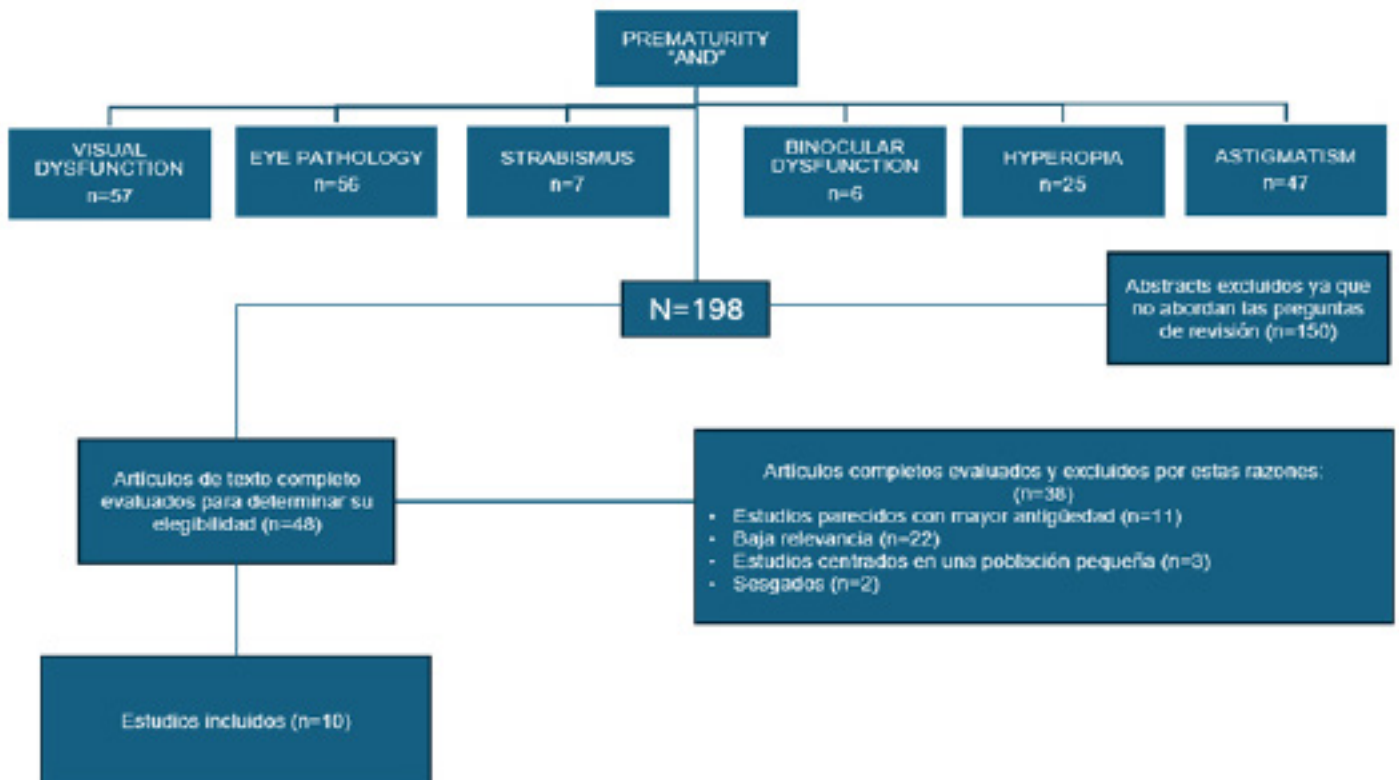 PREMATURITY
"AND"
VISUAL
DYSFUNCTION
n=57
EYE PATHOLOGY
n=56
STRABISMUS
n=7
BINOCULAR
DYSFUNCTION
n=6
HYPEROPIA
n=25
ASTIGMATISM
n=47
N=198
Abstracts excluidos ya que
no abordan las preguntas
de revisión (n=150)
Artículos de texto completo
evaluados para determinar su
elegibilidad (n=48)
Artículos completos evaluados y excluidos por estas razones:
(n=38)
• Estudios parecidos con mayor antigüedad (n=11)
• Baja relevancia (n=22)
• Estudios centrados en una población pequeña (n=3)
• Sesgados (n=2)
Estudios incluidos (n=10)